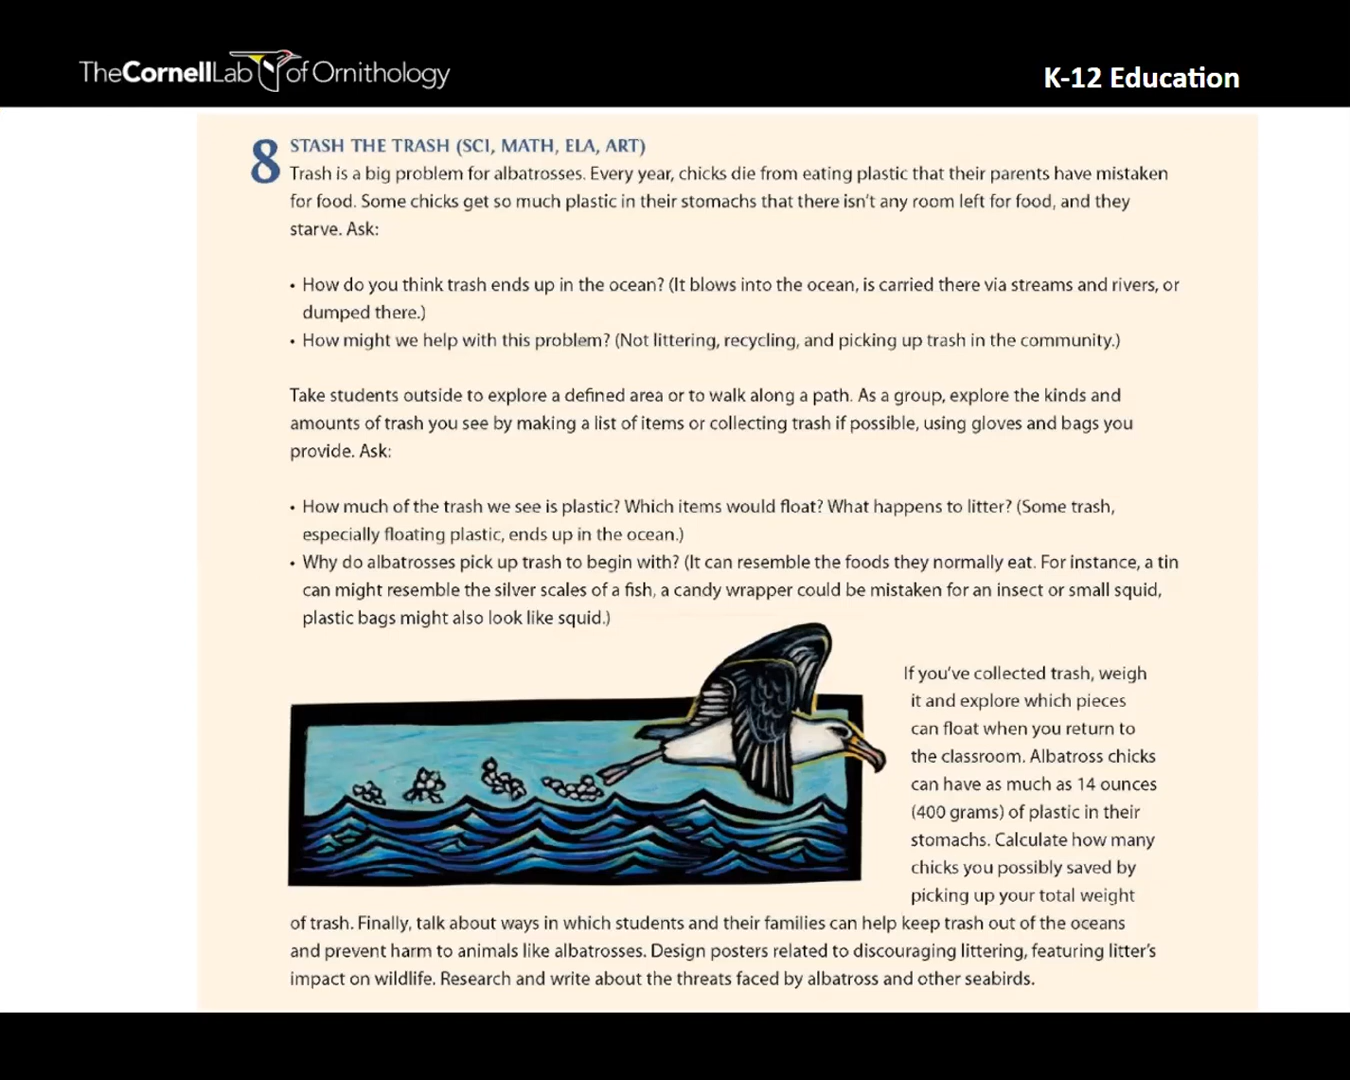 TheCornellLab of Ornithology
K-12 Education
8 STASH THE TRASH (SCI, MATH, ELA, ART)
Trash is a big problem for albatrosses. Every year, chicks die from eating plastic that their parents have mistaken
for food. Some chicks get so much plastic in their stomachs that there isn't any room left for food, and they
starve. Ask:
• How do you think trash ends up in the ocean? (It blows into the ocean, is carried there via streams and rivers, or
dumped there.)
• How might we help with this problem? (Not littering, recycling, and picking up trash in the community.)
Take students outside to explore a defined area or to walk along a path. As a group, explore the kinds and
amounts of trash you see by making a list of items or collecting trash if possible, using gloves and bags you
provide. Ask:
• How much of the trash we see is plastic? Which items would float? What happens to litter? (Some trash,
especially floating plastic, ends up in the ocean.)
• Why do albatrosses pick up trash to begin with? (It can resemble the foods they normally eat. For instance, a tin
can might resemble the silver scales of a fish, a candy wrapper could be mistaken for an insect or small squid,
plastic bags might also look like squid.)
If you've collected trash, weigh
it and explore which pieces
can float when you return to
the classroom. Albatross chicks
can have as much as 14 ounces
(400 grams) of plastic in their
stomachs. Calculate how many
chicks you possibly saved by
picking up your total weight
of trash. Finally, talk about ways in which students and their families can help keep trash out of the oceans
and prevent harm to animals like albatrosses. Design posters related to discouraging littering, featuring litter's
impact on wildlife. Research and write about the threats faced by albatross and other seabirds.